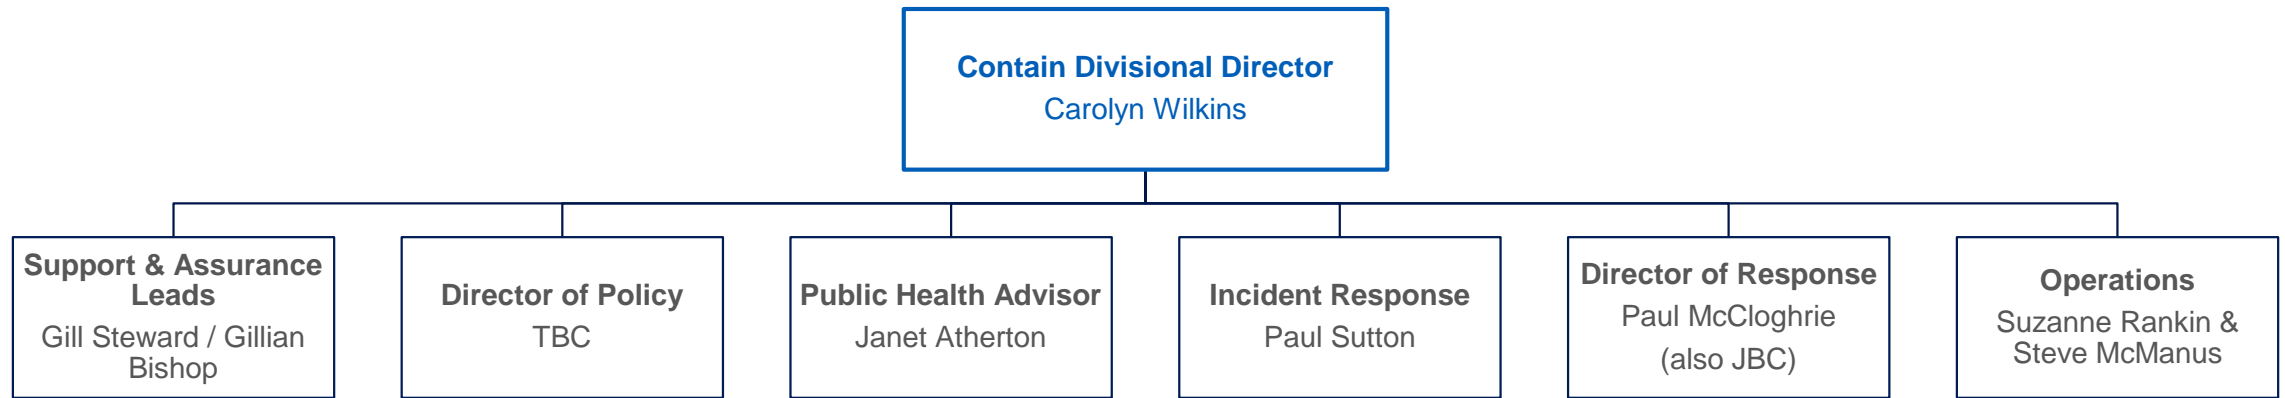 Contain Divisional Director
Carolyn Wilkins
Support & Assurance
Leads
Gill Steward / Gillian
Bishop
Director of Policy
TBC
Public Health Advisor
Janet Atherton
Incident Response
Paul Sutton
Director of Response
Paul McCloghrie
(also JBC)
Operations
Suzanne Rankin &
Steve McManus